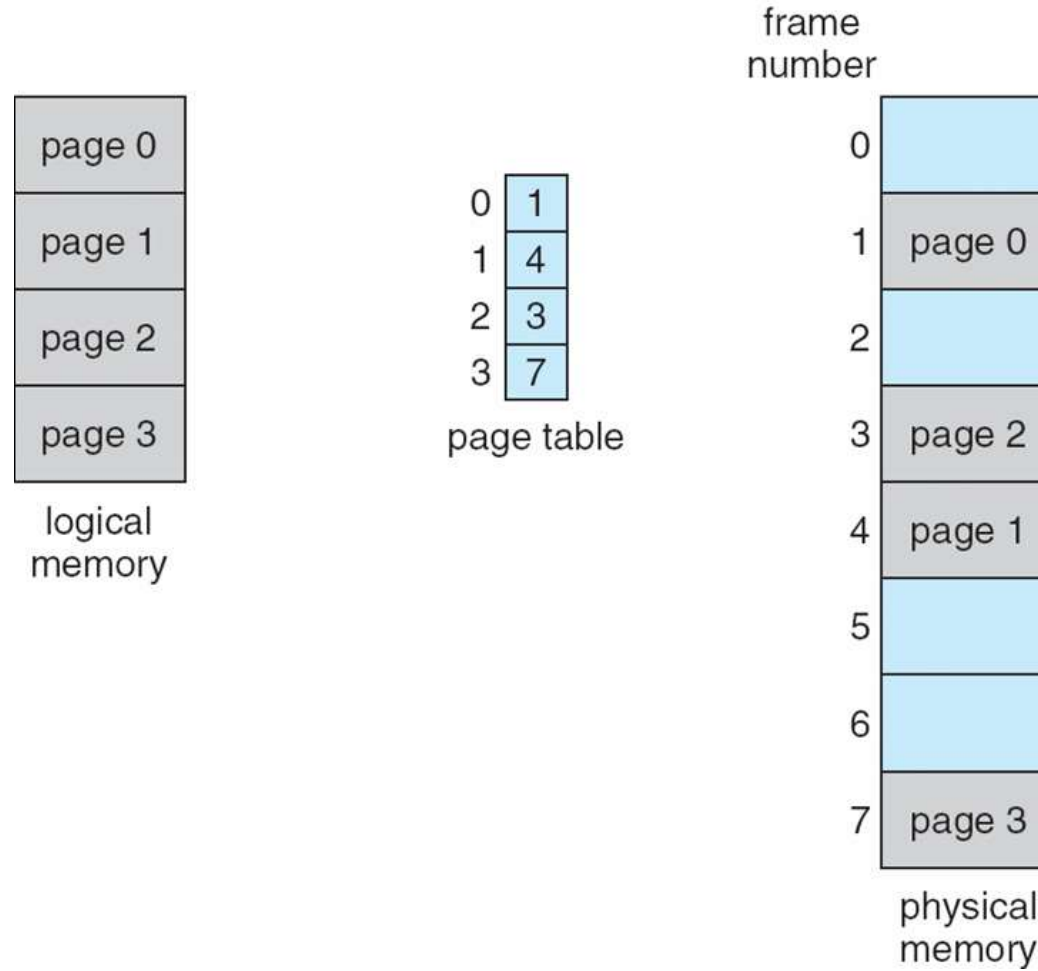 page 0
page 1
page 2
page 3
logical
memory
0 1
1 4
2 3
3 7
page table
frame
number
0
1 page 0
2
3 page 2
4 page 1
5
6
7 page 3
physical
memory